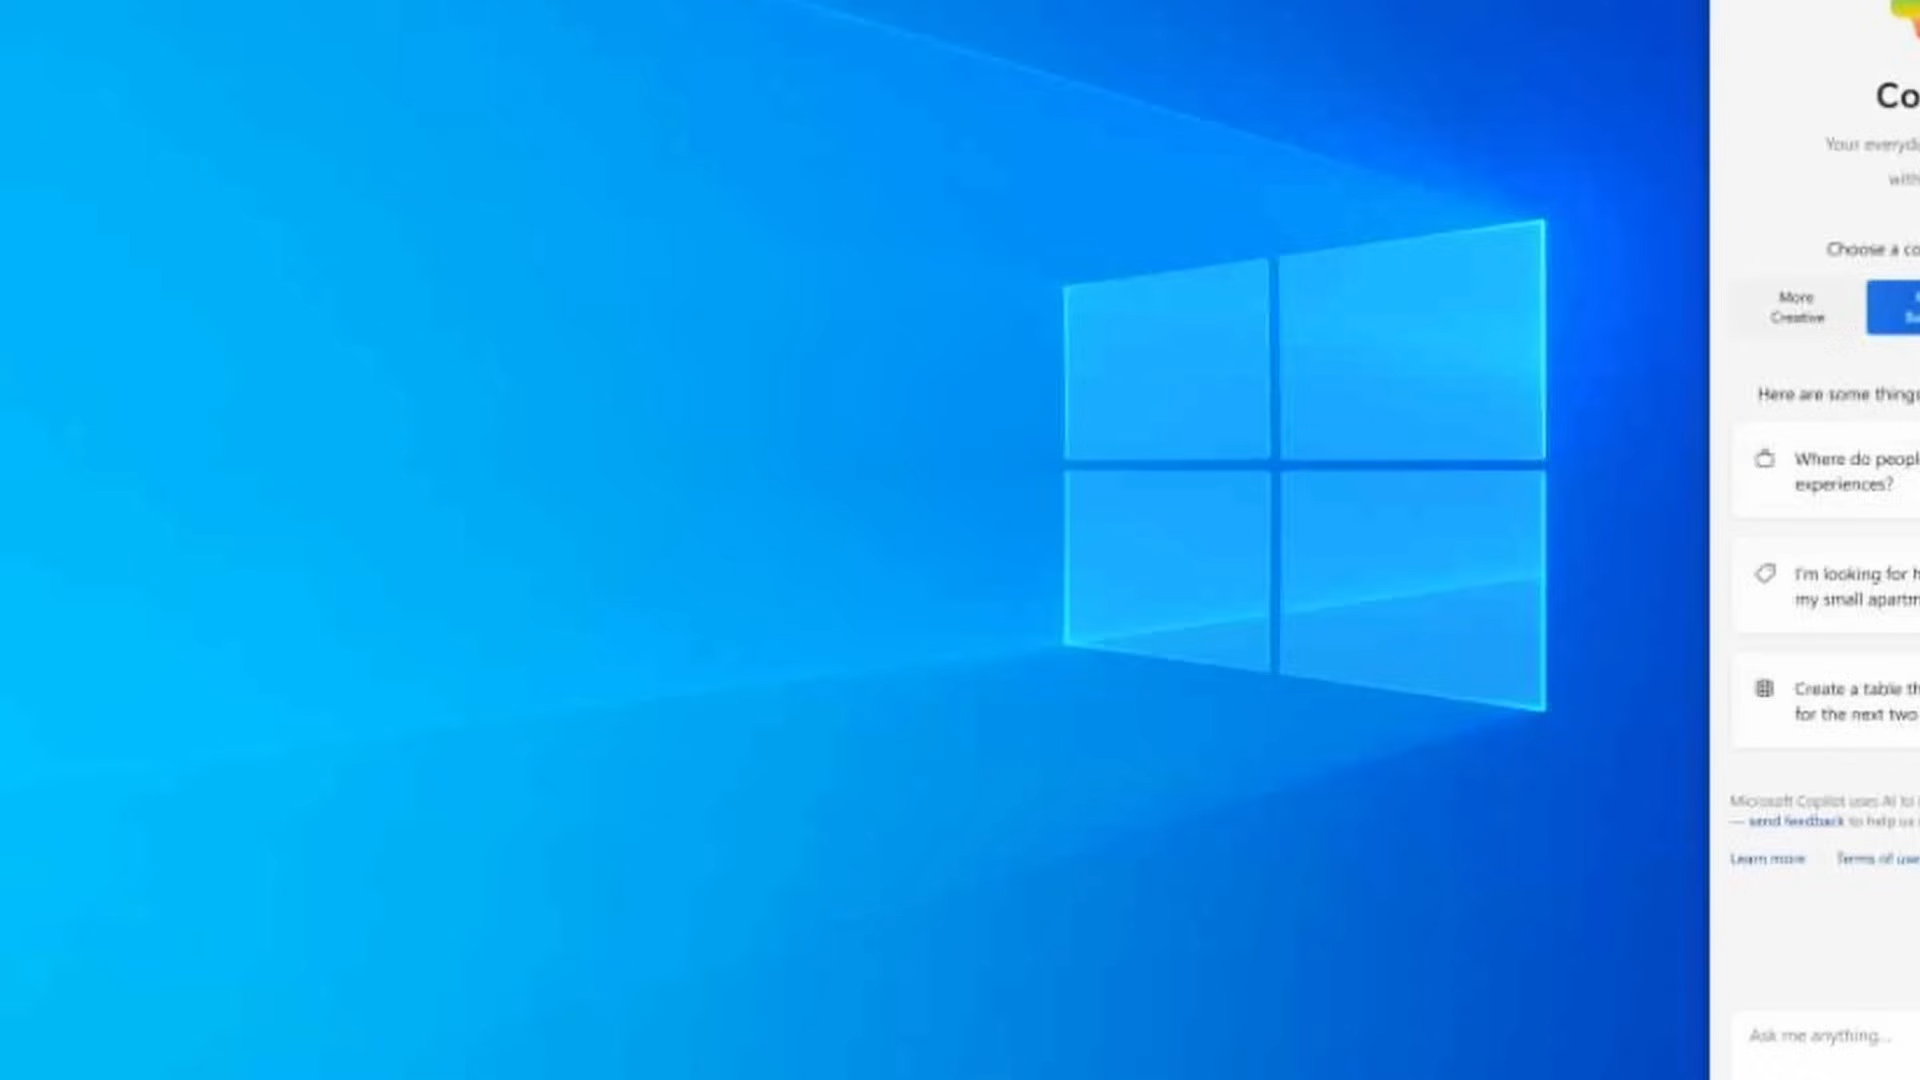 Co
Your everyd
with
Choose a co
More
Creative
Here are some things
Where do peopl
experiences?
I'm looking for h
my small apartm
Create a table th
for the next two
Microsoft Copilot uses AI to
— send feedback to help us
Learn more Terms of use
Ask me anything...